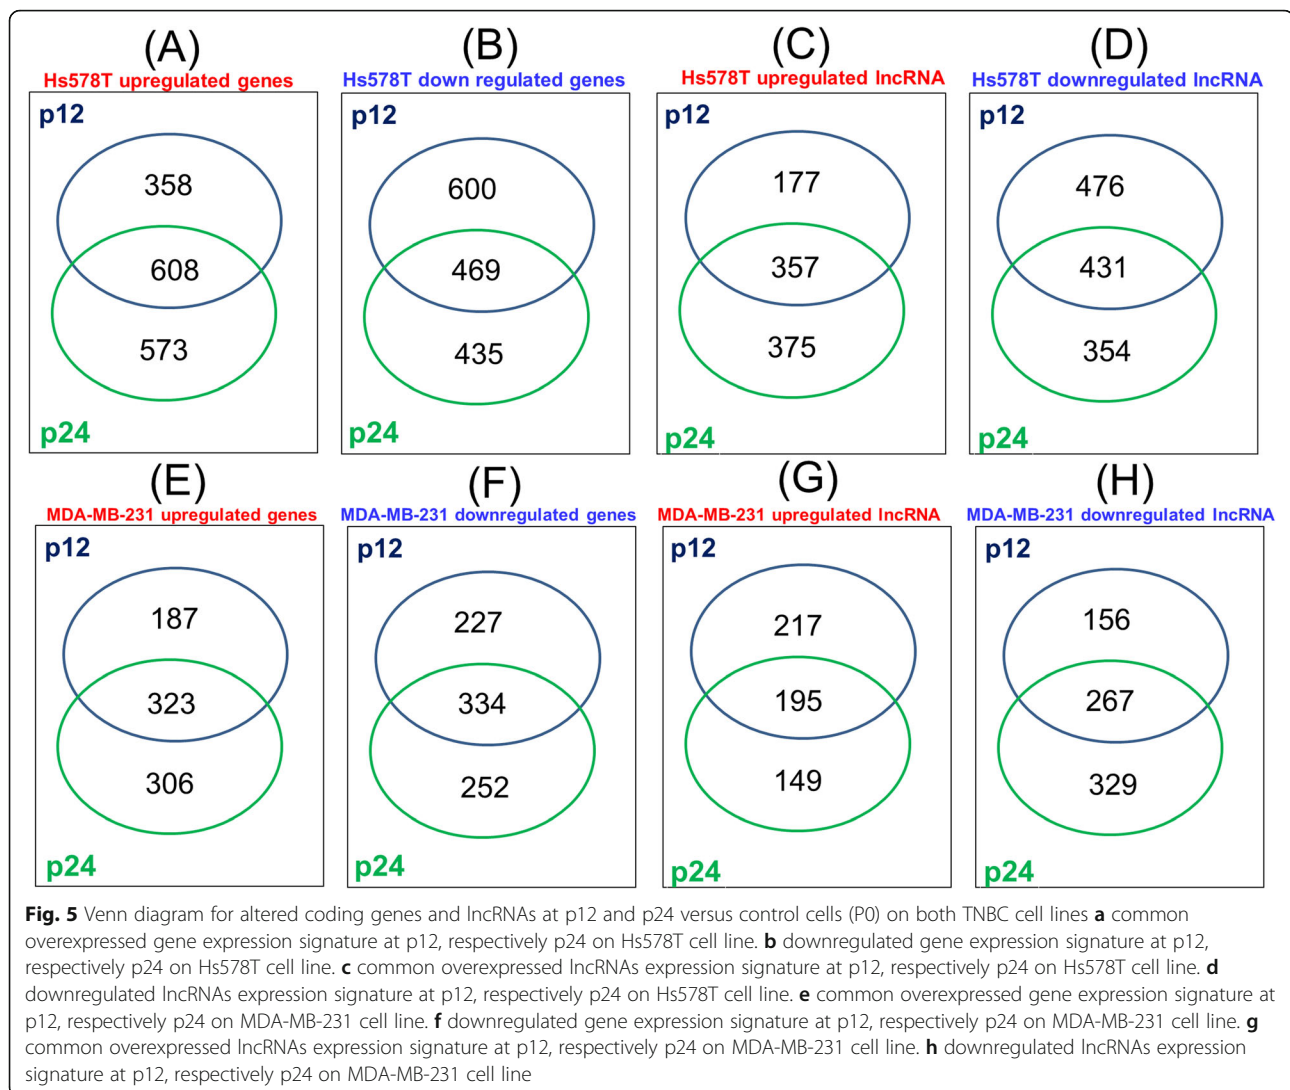 (A) (B) (C) (D)
Hs578T upregulated genes Hs578T down regulated genes Hs578T upregulated lncRNA Hs578T downregulated lncRNA
p12 p12 p12 p12
358 600 177 476
608 469 357 431
573 435 375 354
p24 p24 p24 p24
(E) (F) (G) (H)
MDA-MB-231 upregulated genes MDA-MB-231 downregulated genes MDA-MB-231 upregulated lncRNA MDA-MB-231 downregulated lncRNA
p12 p12 p12 p12
187 227 217 156
323 334 195 267
306 252 149 329
p24 p24 p24 p24
Fig. 5 Venn diagram for altered coding genes and lncRNAs at p12 and p24 versus control cells (P0) on both TNBC cell lines a common
overexpressed gene expression signature at p12, respectively p24 on Hs578T cell line. b downregulated gene expression signature at p12,
respectively p24 on Hs578T cell line. c common overexpressed lncRNAs expression signature at p12, respectively p24 on Hs578T cell line. d
downregulated lncRNAs expression signature at p12, respectively p24 on Hs578T cell line. e common overexpressed gene expression signature at
p12, respectively p24 on MDA-MB-231 cell line. f downregulated gene expression signature at p12, respectively p24 on MDA-MB-231 cell line. g
common overexpressed lncRNAs expression signature at p12, respectively p24 on MDA-MB-231 cell line. h downregulated lncRNAs expression
signature at p12, respectively p24 on MDA-MB-231 cell line